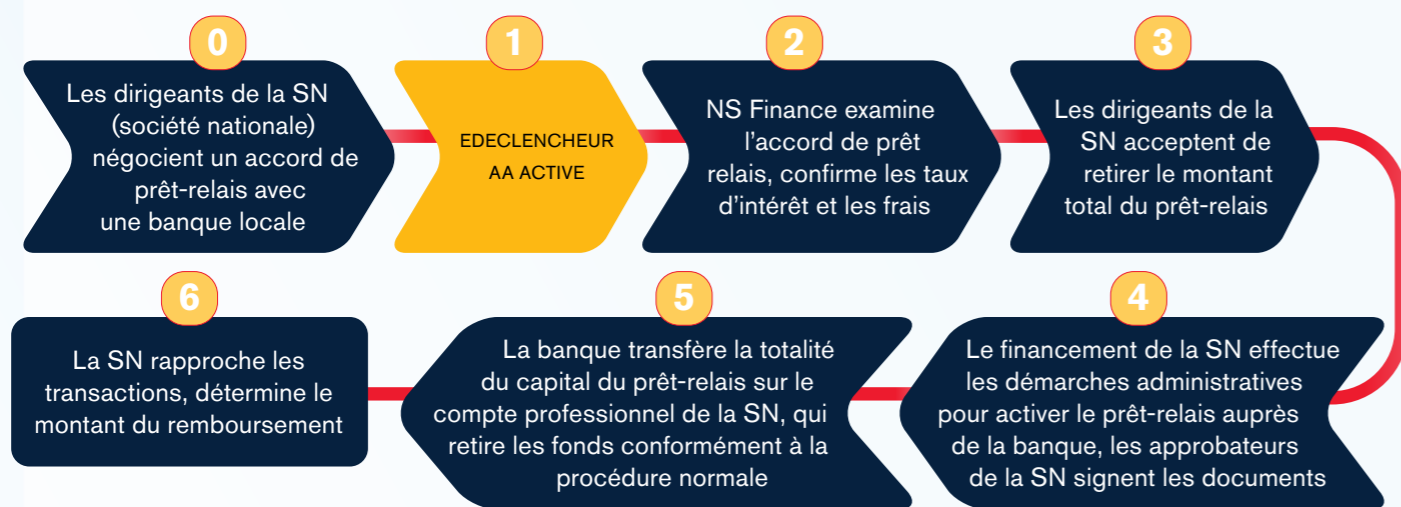 0
Les dirigeants de la SN
(société nationale)
négocient un accord de
prêt-relais avec
une banque locale
1
EDECLENCHEUR
AA ACTIVE
2
NS Finance examine
l'accord de prêt
relais, confirme les taux
d'intérêt et les frais
3
Les dirigeants de la
SN acceptent de
retirer le montant
total du prêt-relais
4
Le financement de la SN effectue
les démarches administratives
pour activer le prêt-relais auprès
de la banque, les approbateurs
de la SN signent les documents
5
La banque transfère la totalité
du capital du prêt-relais sur le
compte professionnel de la SN, qui
retire les fonds conformément à la
procédure normale
6
La SN rapproche les
transactions, détermine le
montant du remboursement